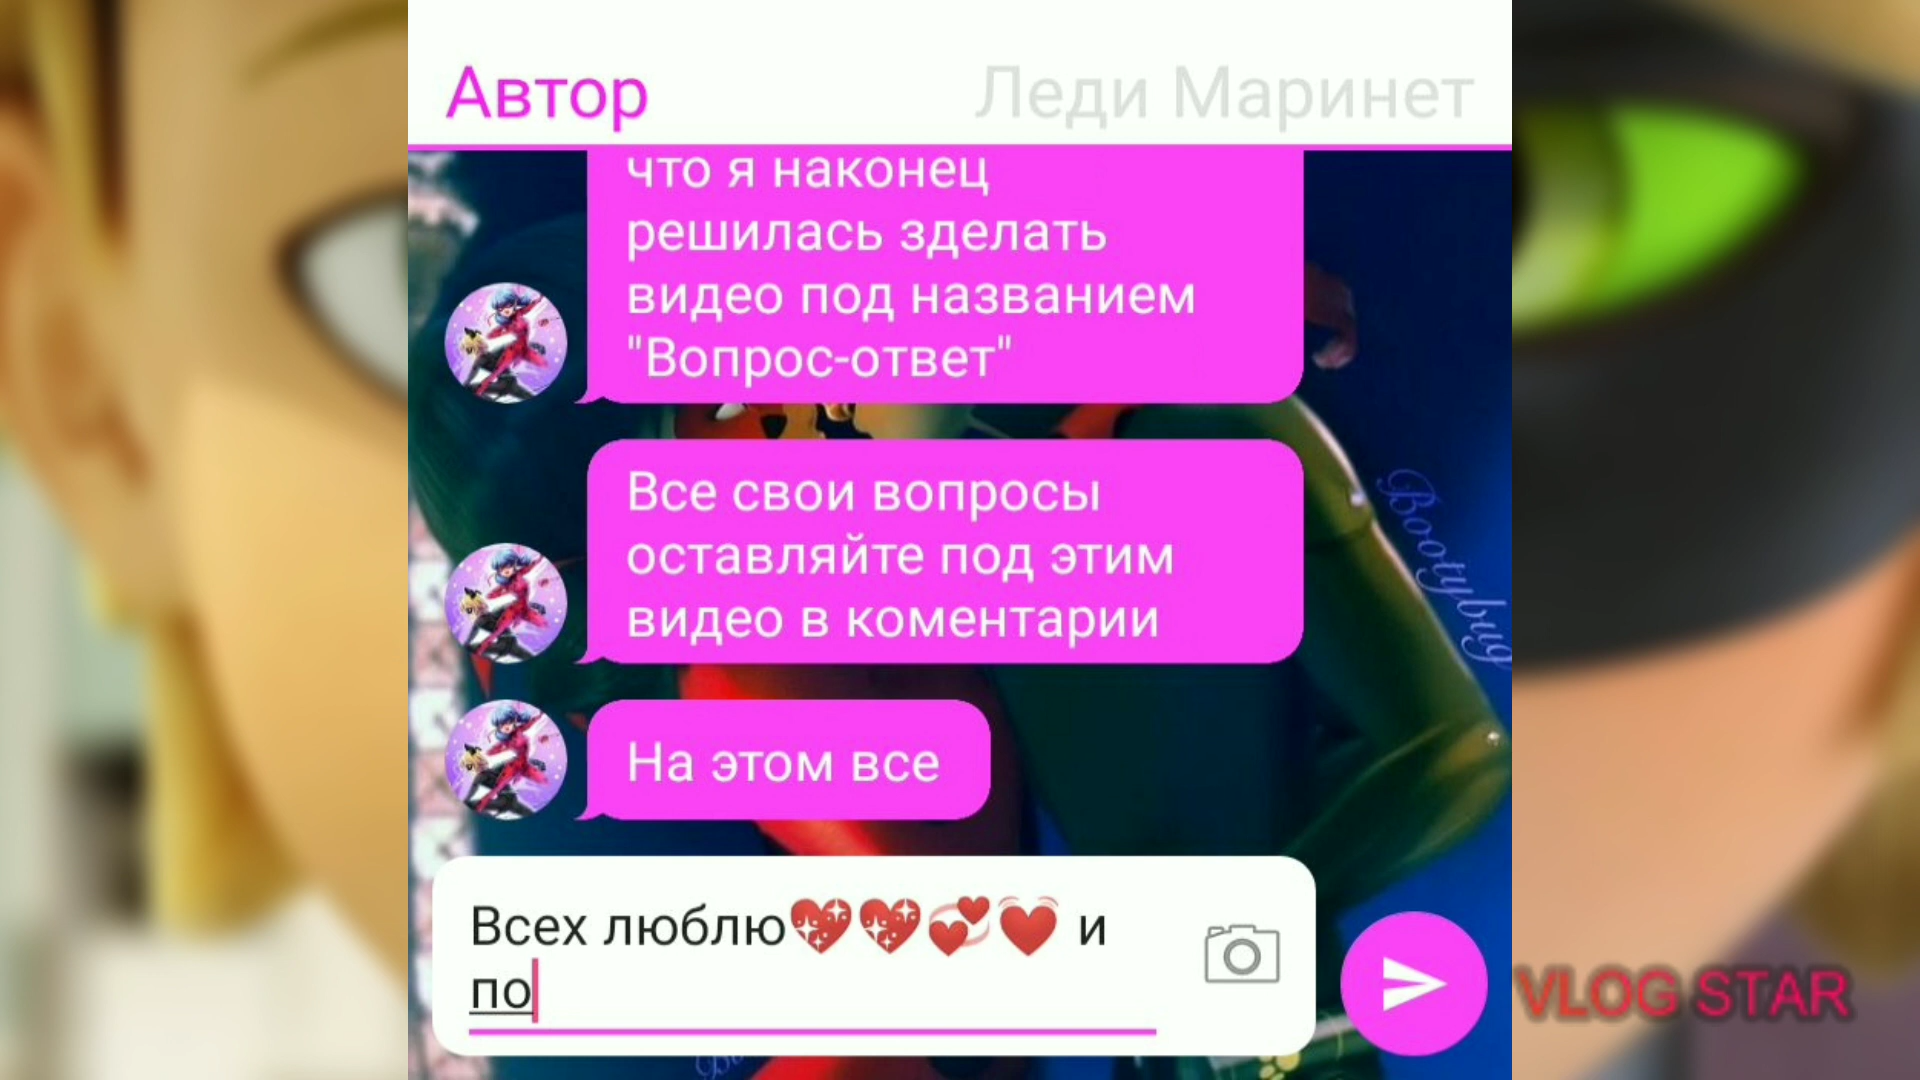 Автор Леди Маринет
что я наконец
решилась зделать
видео под названием
"Вопрос-ответ"
Все свои вопросы
оставляйте под этим
видео в коментарии
На этом все
Всех люблю💖💖💞💓 и
по
Boonybug
VLOG STAR